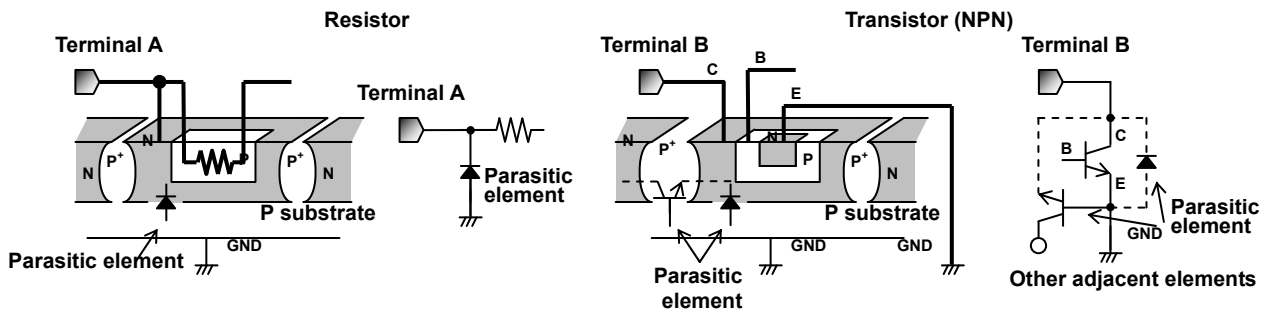 Resistor
Transistor (NPN)
Terminal A
Terminal B
Terminal B
C
B
E
Terminal A
N
P+
N
P
P+
N
Parasitic
element
P substrate
GND
Parasitic element
N
P+
N
P
P+
N
P substrate
GND
GND
Parasitic
element
C
B
E
GND
Parasitic
element
Other adjacent elements